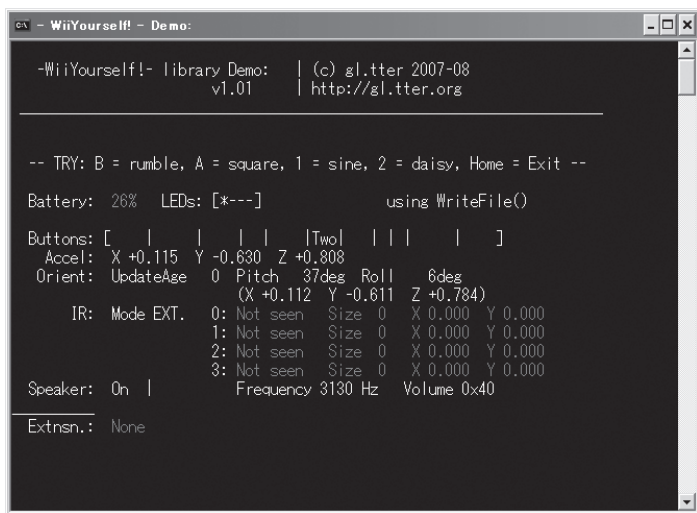 - WiiYourself! - Demo:
-WiiYourself!- library Demo: | (c) gl.tter 2007-08
v1.01 | http://gl.tter.org
-- TRY: B = rumble, A = square, 1 = sine, 2 = daisy, Home = Exit --
Battery: 26% LEDs: [*---] using WriteFile()
Buttons: [ | | | | |Two| | | | | ]
Accel: X +0.115 Y -0.630 Z +0.808
Orient: UpdateAge 0 Pitch 37deg Roll 6deg
(X +0.112 Y -0.611 Z +0.784)
IR: Mode EXT. 0: Not seen Size 0 X 0.000 Y 0.000
1: Not seen Size 0 X 0.000 Y 0.000
2: Not seen Size 0 X 0.000 Y 0.000
3: Not seen Size 0 X 0.000 Y 0.000
Speaker: On | Frequency 3130 Hz Volume 0x40
Extnsn.: None